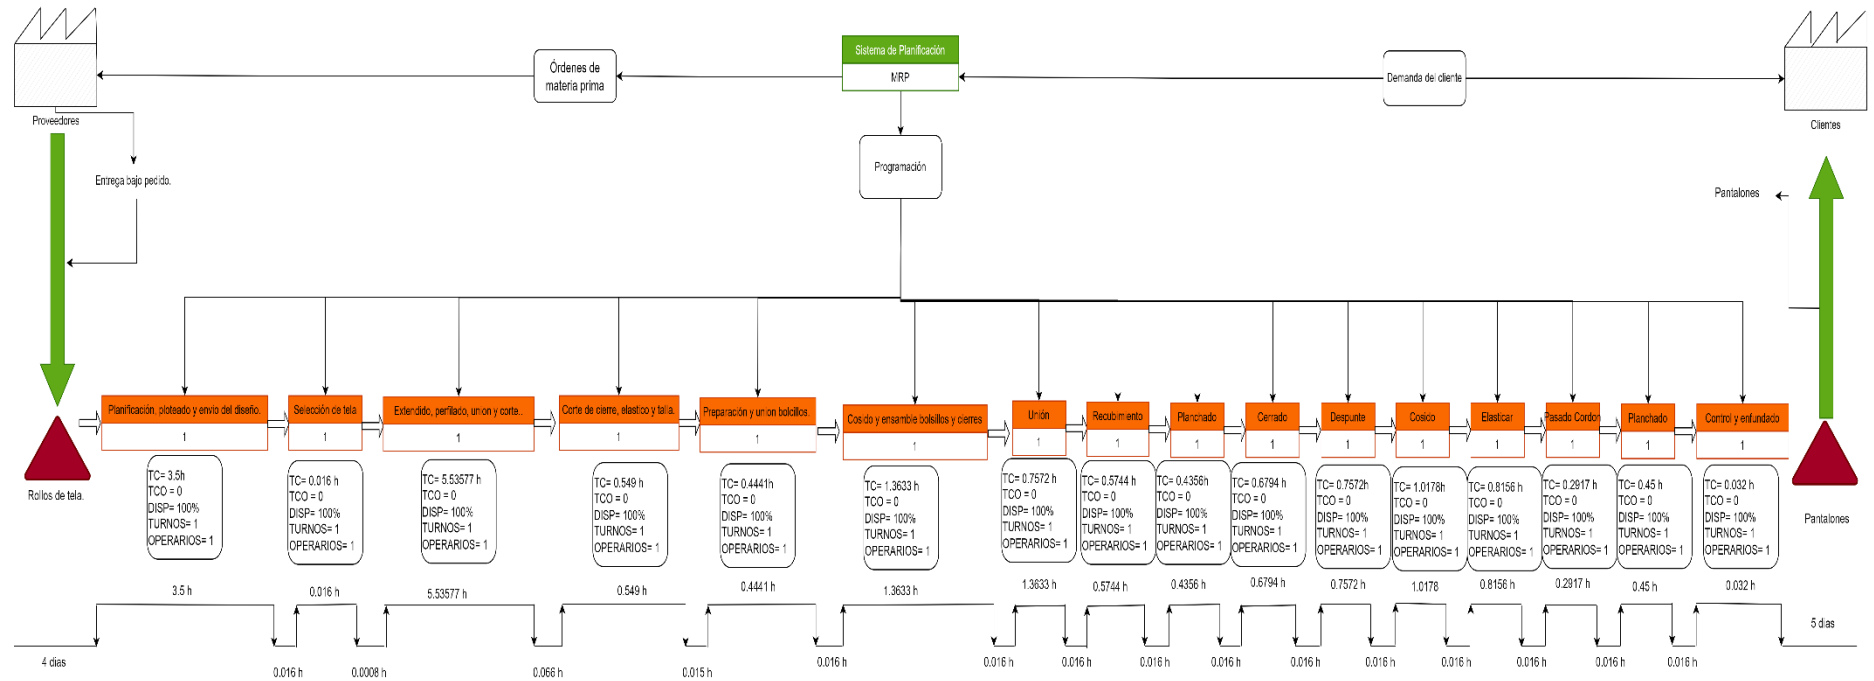 Sistema de Planificación
MRP
Órdenes de
materia prima
Demanda del cliente
Proveedores
Clientes
Programación
Entrega bajo pedido.
Pantalones
Planificación, ploteado y envio del diseño.
1
Selección de tela
1
Extendido, perfilado, union y corte..
1
Corte de cierre, elastico y talla.
1
Preparación y union bolcillos.
1
Cosido y ensamble bolsillos y cierres
1
Unión
1
Recubimento
1
Planchado
1
Cerrado
1
Despunte
1
Cosido
1
Elasticar
1
Pasado Cordon
1
Planchado
1
Control y enfundado
1
Rollos de tela.
Pantalones
TC= 3.5h
TCO = 0
DISP= 100%
TURNOS= 1
OPERARIOS= 1
TC= 0.016 h
TCO = 0
DISP= 100%
TURNOS= 1
OPERARIOS= 1
TC= 5.53577 h
TCO = 0
DISP= 100%
TURNOS= 1
OPERARIOS= 1
TC= 0.549 h
TCO = 0
DISP= 100%
TURNOS= 1
OPERARIOS= 1
TC= 0.4441h
TCO= 0
DISP= 100%
TURNOS= 1
OPERARIOS= 1
TC= 1.3633 h
TCO = 0
DISP= 100%
TURNOS= 1
OPERARIOS= 1
TC= 0.7572 h
TCO = 0
DISP= 100%
TURNOS= 1
OPERARIOS= 1
TC= 0.5744 h
TCO = 0
DISP= 100%
TURNOS= 1
OPERARIOS= 1
TC= 0.4356h
TCO = 0
DISP= 100%
TURNOS= 1
OPERARIOS= 1
TC= 0.6794 h
TCO = 0
DISP= 100%
TURNOS= 1
OPERARIOS= 1
TC= 0.7572h
TCO = 0
DISP= 100%
TURNOS= 1
OPERARIOS= 1
TC= 1.0178h
TCO = 0
DISP= 100%
TURNOS= 1
OPERARIOS= 1
TC= 0.8156 h
TCO = 0
DISP= 100%
TURNOS= 1
OPERARIOS= 1
TC= 0.2917h
TCO = 0
DISP= 100%
TURNOS= 1
OPERARIOS= 1
TC= 0.45 h
TCO = 0
DISP= 100%
TURNOS= 1
OPERARIOS= 1
TC= 0.032 h
TCO = 0
DISP= 100%
TURNOS= 1
OPERARIOS= 1
3.5 h
0.016 h
5.53577 h
0.549 h
0.4441 h
1.3633 h
1.3633 h
0.5744 h
0.4356 h
0.6794 h
0.7572 h
1.0178
0.8156 h
0.2917 h
0.45 h
0.032 h
5 dias
4 dias
0.016 h
0.0008 h
0.066 h
0.015 h
0.016 h
0.016 h
0.016 h
0.016 h
0.016 h
0.016 h
0.016 h
0.016 h
0.016 h
0.016 h
0.016 h